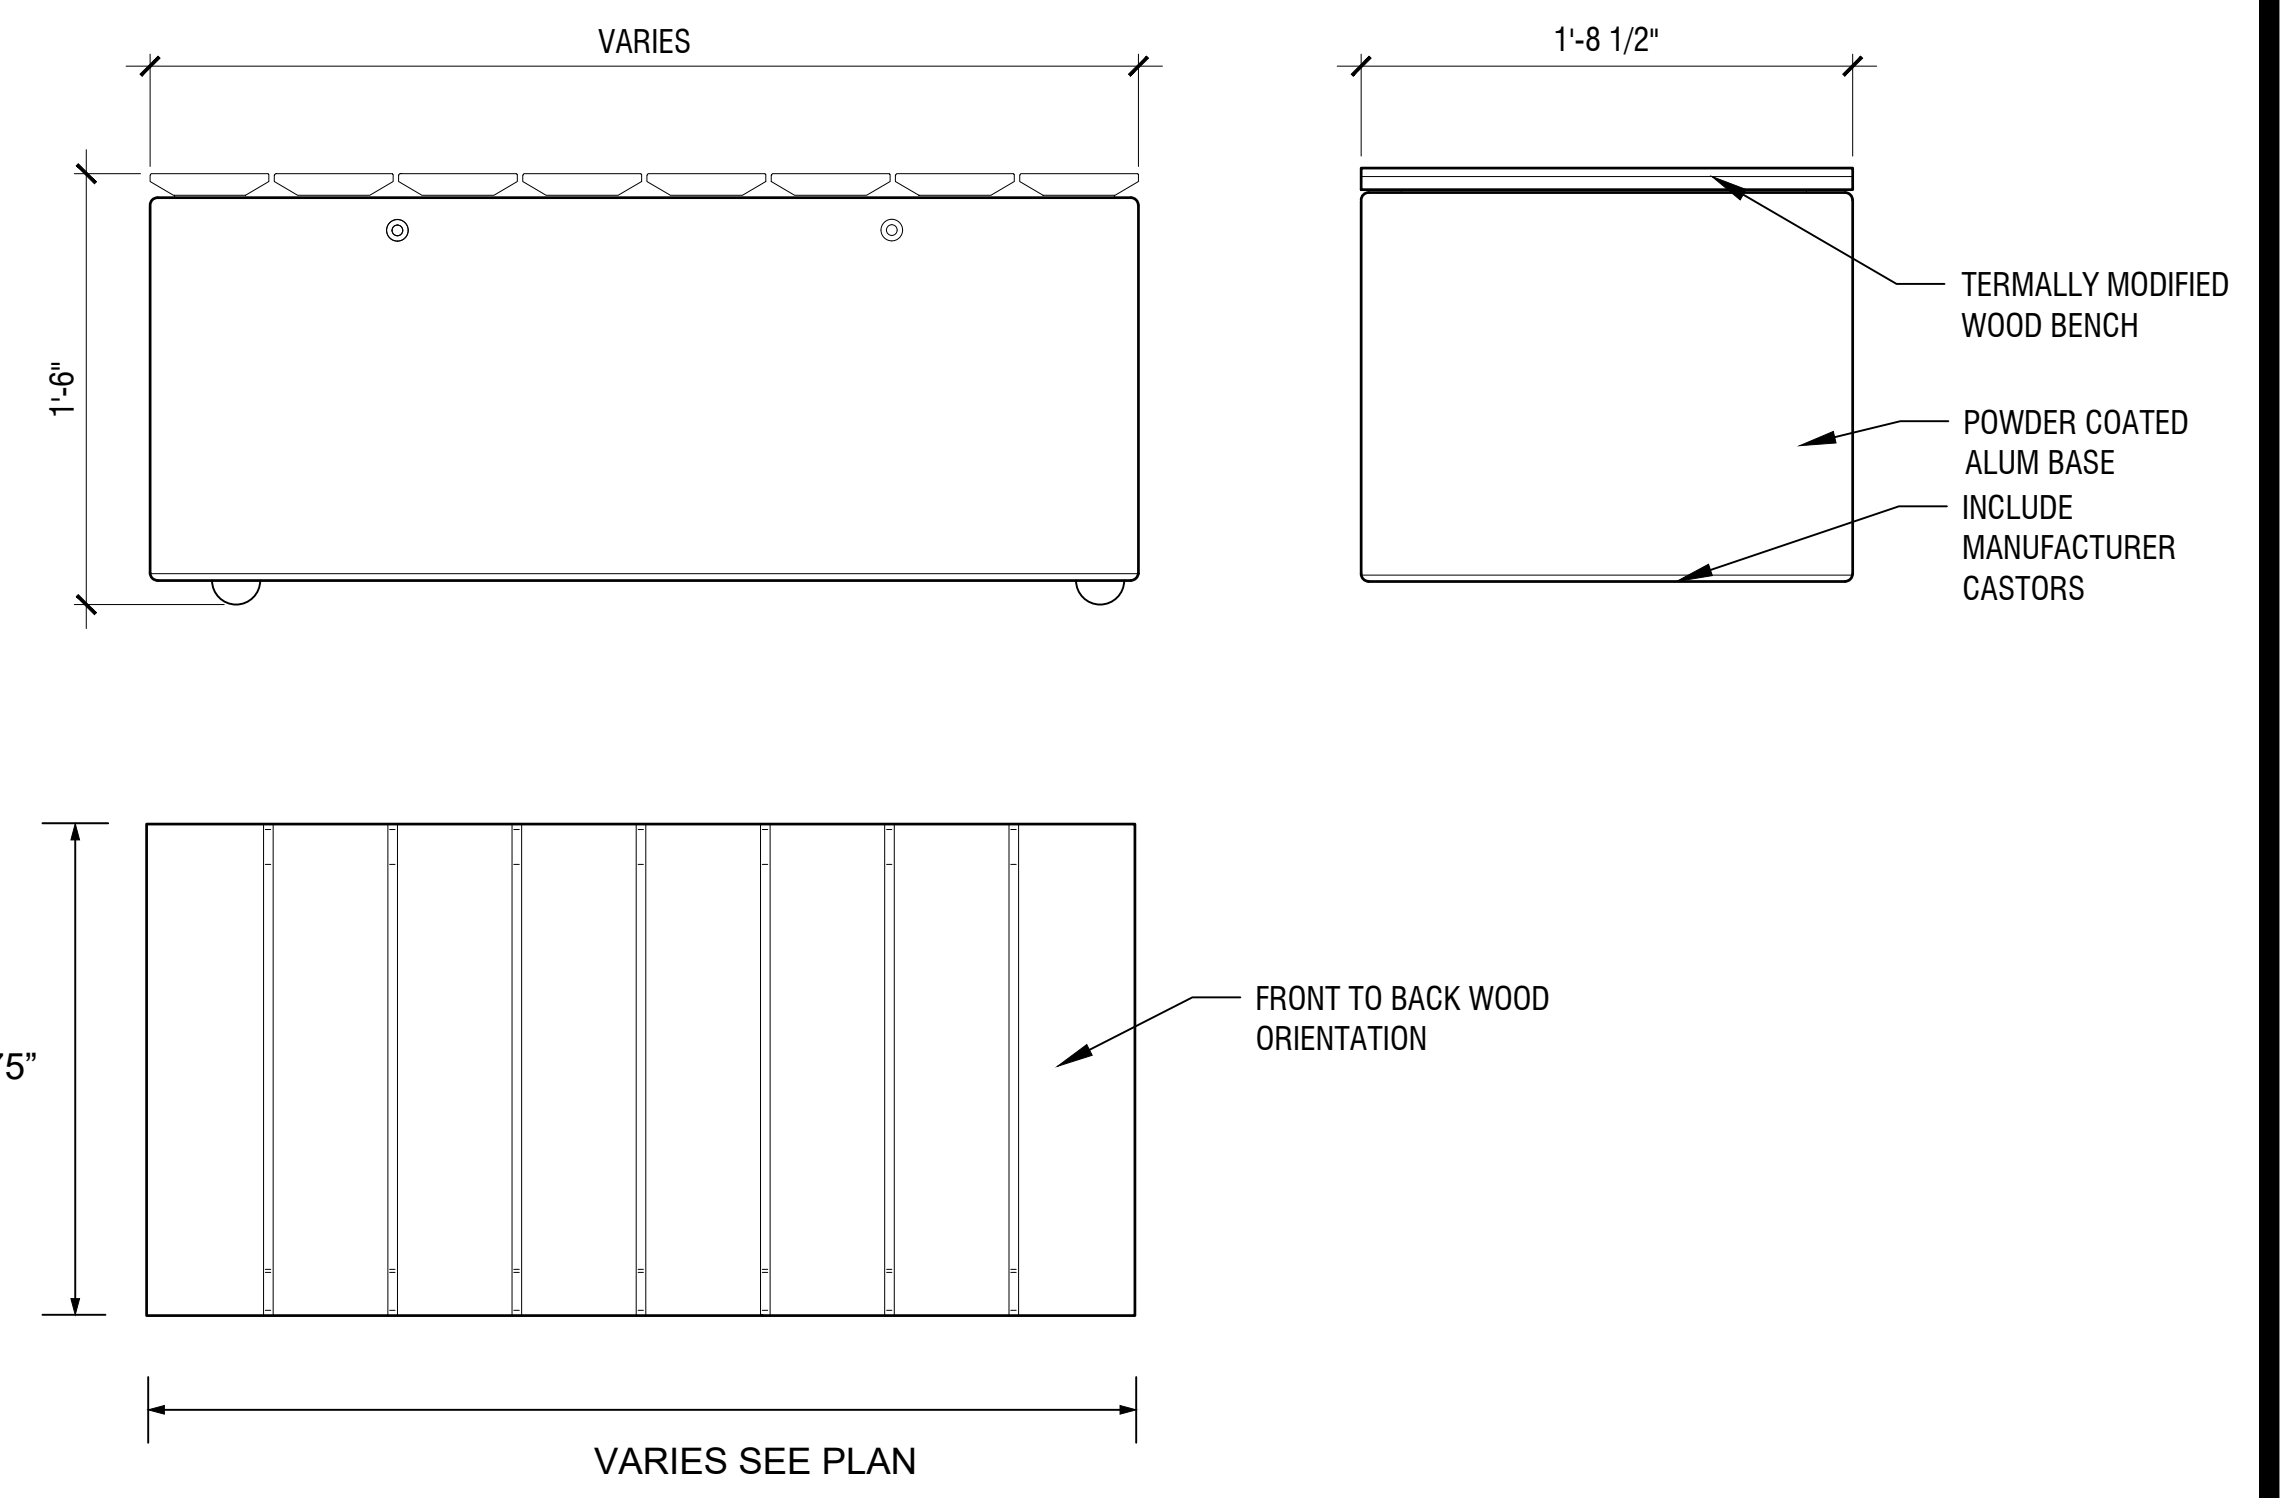 VARIES
1'-8 1/2"
1'-6"
TERMALLY MODIFIED
WOOD BENCH
POWDER COATED
ALUM BASE
INCLUDE
MANUFACTURER
CASTORS
FRONT TO BACK WOOD
ORIENTATION
5”
VARIES SEE PLAN